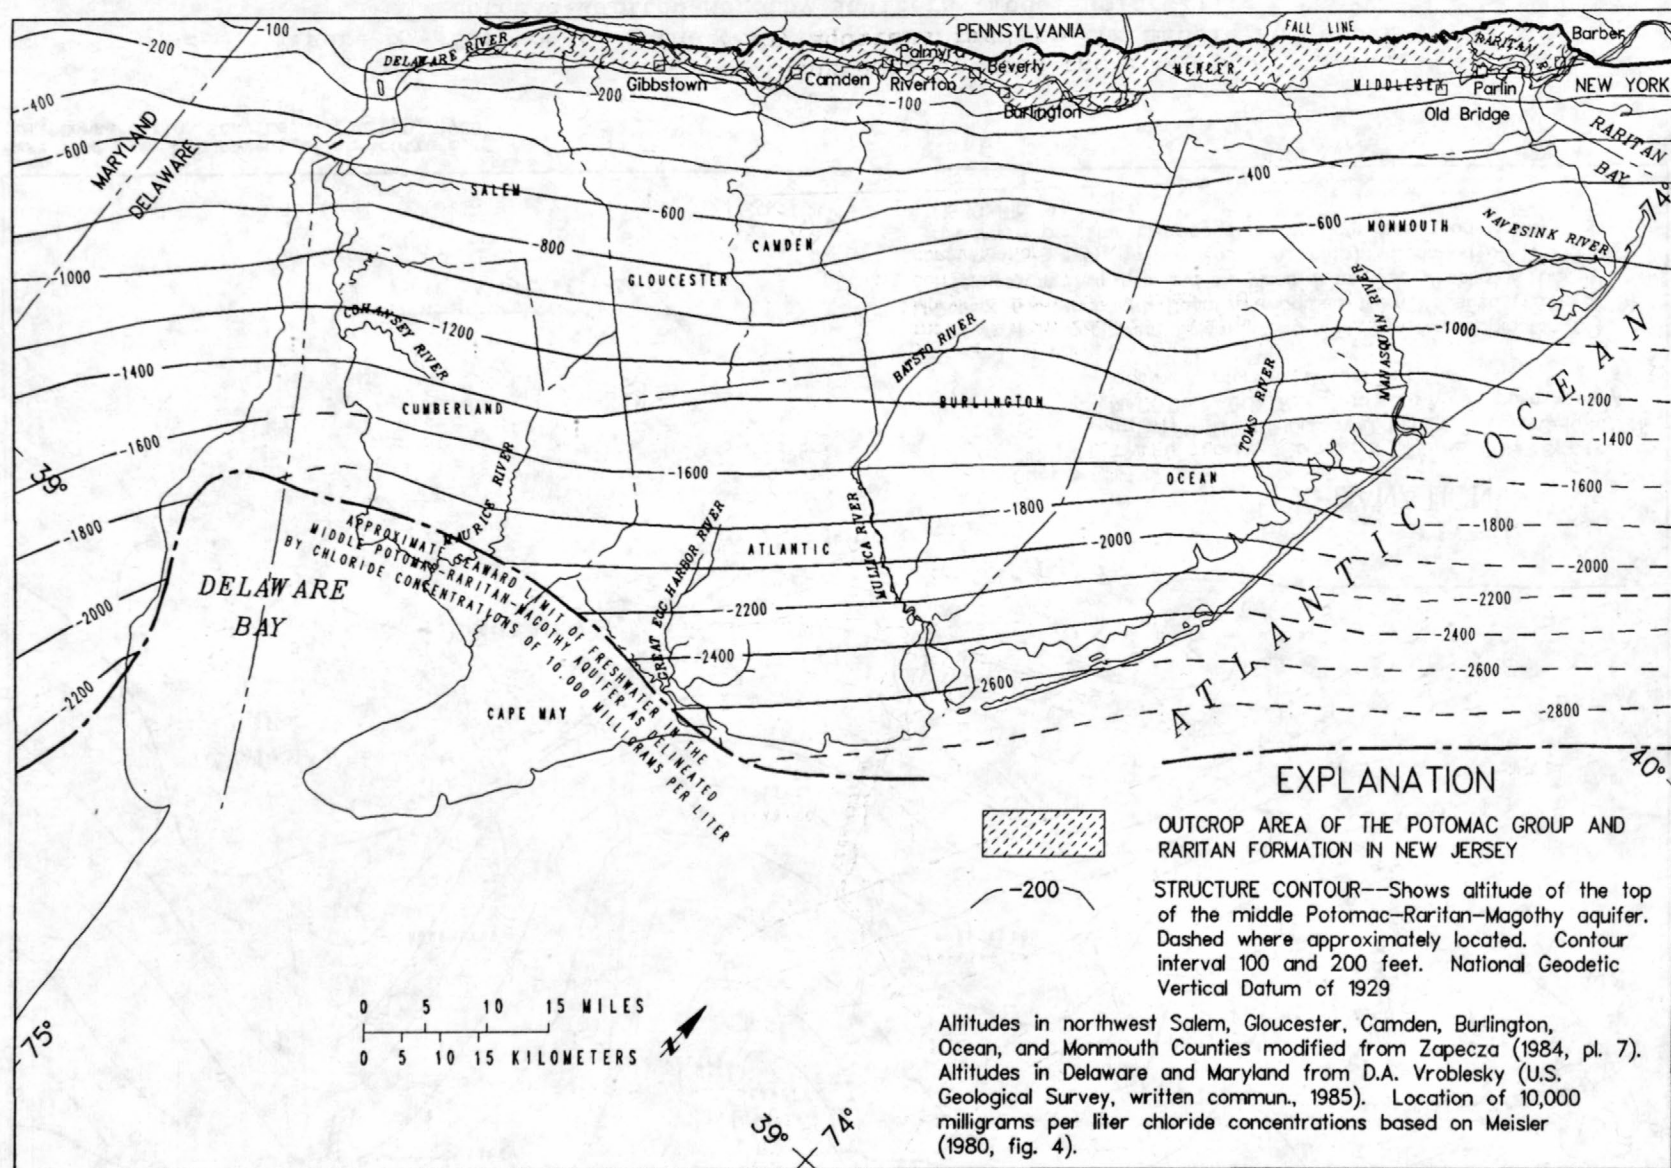 -100
-200
PENNSYLVANIA
FALL LINE
Barber
DELAWARE RIVER
Palmyra
RARITAN R
Gibbstown
Camden
Riverton
Beverly
MERCER
MIDDLESEX
Parlin
NEW YORK
-200
-100
Burlington
Old Bridge
-400
RARITAN
BAY
MARYLAND
DELAWARE
-600
-400
74°
SALEM
-600
-600
MONMOUTH
NAVESINK RIVER
-800
CAMDEN
-1000
GLOUCESTER
COHANSEY RIVER
-1200
BATSTO RIVER
MANASQUAN RIVER
-1000
-1400
TOMS RIVER
CUMBERLAND
BURLINGTON
-1200
-1400
-1600
39°
MAURICE RIVER
-1600
OCEAN
-1600
-1800
-1800
-1800
ATLANTIC OCEAN
APPROXIMATE SEAWARD LIMIT OF FRESHWATER IN THE
MIDDLE POTOMAC-RARITAN-MAGOTHY AQUIFER AS DELINEATED
BY CHLORIDE CONCENTRATIONS OF 10,000 MILLIGRAMS PER LITER
GREAT EGG HARBOR RIVER
ATLANTIC
MULLICA RIVER
-2000
-2000
DELAWARE
BAY
-2000
-2200
-2200
-2400
-2400
-2200
2600
-2600
CAPE MAY
-2800
40°
EXPLANATION
OUTCROP AREA OF THE POTOMAC GROUP AND
RARITAN FORMATION IN NEW JERSEY
-200
STRUCTURE CONTOUR--Shows altitude of the top
of the middle Potomac-Raritan-Magothy aquifer.
Dashed where approximately located. Contour
interval 100 and 200 feet. National Geodetic
Vertical Datum of 1929
0 5 10 15 MILES
0 5 10 15 KILOMETERS
N
75°
Altitudes in northwest Salem, Gloucester, Camden, Burlington,
Ocean, and Monmouth Counties modified from Zapecza (1984, pl. 7).
Altitudes in Delaware and Maryland from D.A. Vroblesky (U.S.
Geological Survey, written commun., 1985). Location of 10,000
milligrams per liter chloride concentrations based on Meisler
(1980, fig. 4).
39°
74°